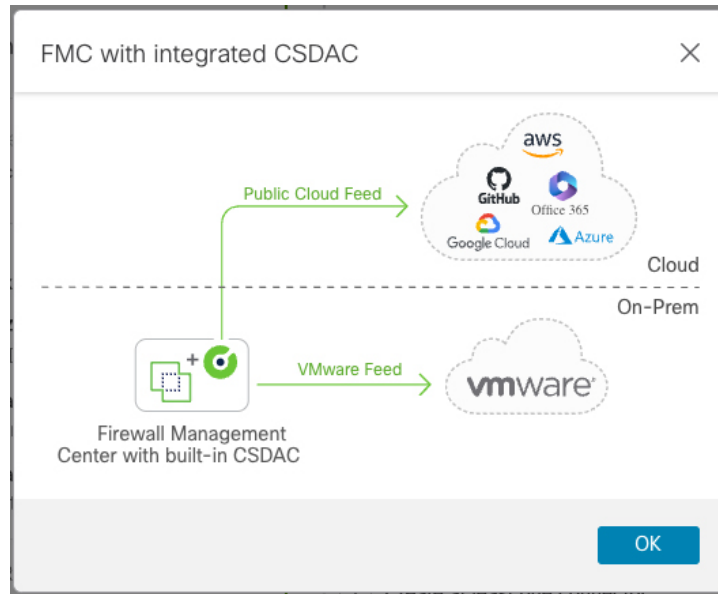 FMC with integrated CSDAC
aws
Public Cloud Feed
GitHub
Office 365
Google Cloud
Azure
Cloud
On-Prem
VMware Feed
vmware
Firewall Management
Center with built-in CSDAC
OK